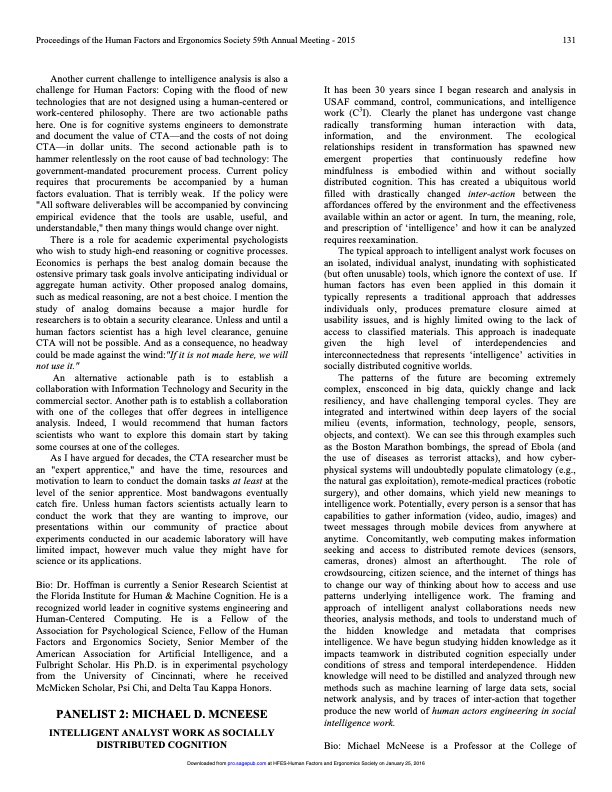 Proceedings of the Human Factors and Ergonomics Society 59th Annual Meeting - 2015
131
Another current challenge to intelligence analysis is also a
challenge for Human Factors: Coping with the flood of new
technologies that are not designed using a human-centered or
work-centered philosophy. There are two actionable paths
here. One is for cognitive systems engineers to demonstrate
and document the value of CTA—and the costs of not doing
CTA—in dollar units. The second actionable path is to
hammer relentlessly on the root cause of bad technology: The
government-mandated procurement process. Current policy
requires that procurements be accompanied by a human
factors evaluation. That is terribly weak. If the policy were
"All software deliverables will be accompanied by convincing
empirical evidence that the tools are usable, useful, and
understandable," then many things would change over night.
There is a role for academic experimental psychologists
who wish to study high-end reasoning or cognitive processes.
Economics is perhaps the best analog domain because the
ostensive primary task goals involve anticipating individual or
aggregate human activity. Other proposed analog domains,
such as medical reasoning, are not a best choice. I mention the
study of analog domains because a major hurdle for
researchers is to obtain a security clearance. Unless and until a
human factors scientist has a high level clearance, genuine
CTA will not be possible. And as a consequence, no headway
could be made against the wind:"If it is not made here, we will
not use it."
An alternative actionable path is to establish a
collaboration with Information Technology and Security in the
commercial sector. Another path is to establish a collaboration
with one of the colleges that offer degrees in intelligence
analysis. Indeed, I would recommend that human factors
scientists who want to explore this domain start by taking
some courses at one of the colleges.
As I have argued for decades, the CTA researcher must be
an "expert apprentice," and have the time, resources and
motivation to learn to conduct the domain tasks at least at the
level of the senior apprentice. Most bandwagons eventually
catch fire. Unless human factors scientists actually learn to
conduct the work that they are wanting to improve, our
presentations within our community of practice about
experiments conducted in our academic laboratory will have
limited impact, however much value they might have for
science or its applications.
Bio: Dr. Hoffman is currently a Senior Research Scientist at
the Florida Institute for Human & Machine Cognition. He is a
recognized world leader in cognitive systems engineering and
Human-Centered Computing. He is a Fellow of the
Association for Psychological Science, Fellow of the Human
Factors and Ergonomics Society, Senior Member of the
American Association for Artificial Intelligence, and a
Fulbright Scholar. His Ph.D. is in experimental psychology
from the University of Cincinnati, where he received
McMicken Scholar, Psi Chi, and Delta Tau Kappa Honors.
PANELIST 2: MICHAEL D. MCNEESE
INTELLIGENT ANALYST WORK AS SOCIALLY
DISTRIBUTED COGNITION
It has been 30 years since I began research and analysis in
USAF command, control, communications, and intelligence
work (C³I). Clearly the planet has undergone vast change
radically transforming human interaction with data,
information, and the environment. The ecological
relationships resident in transformation has spawned new
emergent properties that continuously redefine how
mindfulness is embodied within and without socially
distributed cognition. This has created a ubiquitous world
filled with drastically changed inter-action between the
affordances offered by the environment and the effectiveness
available within an actor or agent. In turn, the meaning, role,
and prescription of ‘intelligence’ and how it can be analyzed
requires reexamination.
The typical approach to intelligent analyst work focuses on
an isolated, individual analyst, inundating with sophisticated
(but often unusable) tools, which ignore the context of use. If
human factors has even been applied in this domain it
typically represents a traditional approach that addresses
individuals only, produces premature closure aimed at
usability issues, and is highly limited owing to the lack of
access to classified materials. This approach is inadequate
given the high level of interdependencies and
interconnectedness that represents ‘intelligence’ activities in
socially distributed cognitive worlds.
The patterns of the future are becoming extremely
complex, ensconced in big data, quickly change and lack
resiliency, and have challenging temporal cycles. They are
integrated and intertwined within deep layers of the social
milieu (events, information, technology, people, sensors,
objects, and context). We can see this through examples such
as the Boston Marathon bombings, the spread of Ebola (and
the use of diseases as terrorist attacks), and how cyber-
physical systems will undoubtedly populate climatology (e.g.,
the natural gas exploitation), remote-medical practices (robotic
surgery), and other domains, which yield new meanings to
intelligence work. Potentially, every person is a sensor that has
capabilities to gather information (video, audio, images) and
tweet messages through mobile devices from anywhere at
anytime. Concomitantly, web computing makes information
seeking and access to distributed remote devices (sensors,
cameras, drones) almost an afterthought. The role of
crowdsourcing, citizen science, and the internet of things has
to change our way of thinking about how to access and use
patterns underlying intelligence work. The framing and
approach of intelligent analyst collaborations needs new
theories, analysis methods, and tools to understand much of
the hidden knowledge and metadata that comprises
intelligence. We have begun studying hidden knowledge as it
impacts teamwork in distributed cognition especially under
conditions of stress and temporal interdependence. Hidden
knowledge will need to be distilled and analyzed through new
methods such as machine learning of large data sets, social
network analysis, and by traces of inter-action that together
produce the new world of human actors engineering in social
intelligence work.
Bio: Michael McNeese is a Professor at the College of
Downloaded from pro.sagepub.com at HFES-Human Factors and Ergonomics Society on January 25, 2016